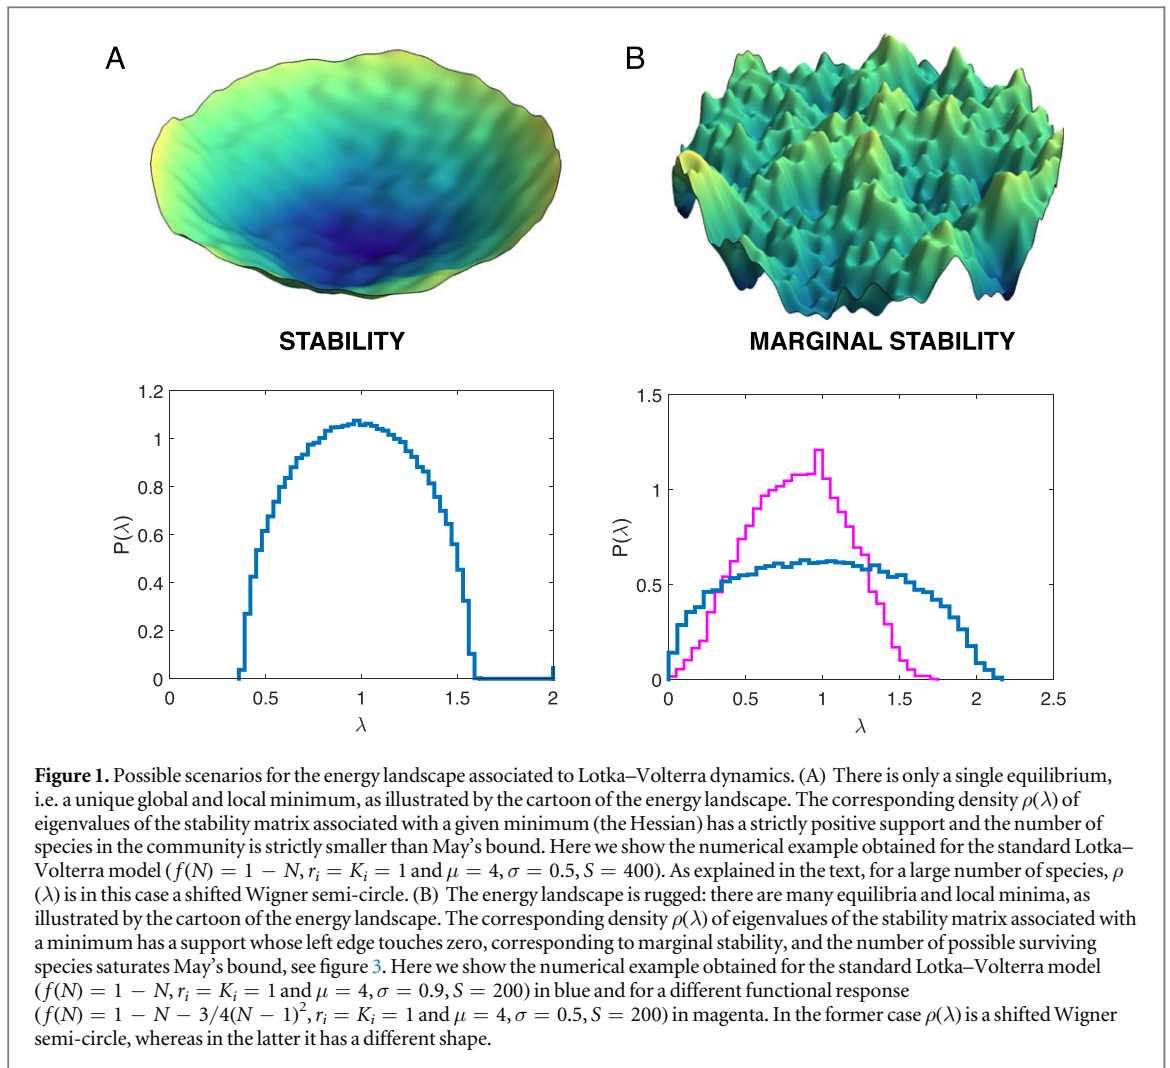 A
B
STABILITY
MARGINAL STABILITY
1.2
1
0.8
0.6
0.4
0.2
0
P(λ)
0
0.5
1
1.5
2
λ
1.5
1
0.5
0
P(λ)
0
0.5
1
1.5
2
2.5
λ
Figure 1. Possible scenarios for the energy landscape associated to Lotka–Volterra dynamics. (A) There is only a single equilibrium,
i.e. a unique global and local minimum, as illustrated by the cartoon of the energy landscape. The corresponding density ρ(λ) of
eigenvalues of the stability matrix associated with a given minimum (the Hessian) has a strictly positive support and the number of
species in the community is strictly smaller than May's bound. Here we show the numerical example obtained for the standard Lotka–
Volterra model (f(N) = 1 − N, rᵢ = Kᵢ = 1 and μ = 4, σ = 0.5, S = 400). As explained in the text, for a large number of species, ρ
(λ) is in this case a shifted Wigner semi-circle. (B) The energy landscape is rugged: there are many equilibria and local minima, as
illustrated by the cartoon of the energy landscape. The corresponding density ρ(λ) of eigenvalues of the stability matrix associated with
a minimum has a support whose left edge touches zero, corresponding to marginal stability, and the number of possible surviving
species saturates May's bound, see figure 3. Here we show the numerical example obtained for the standard Lotka–Volterra model
(f(N) = 1 − N, rᵢ = Kᵢ = 1 and μ = 4, σ = 0.9, S = 200) in blue and for a different functional response
(f(N) = 1 − N − 3/4(N − 1)², rᵢ = Kᵢ = 1 and μ = 4, σ = 0.5, S = 200) in magenta. In the former case ρ(λ) is a shifted Wigner
semi-circle, whereas in the latter it has a different shape.